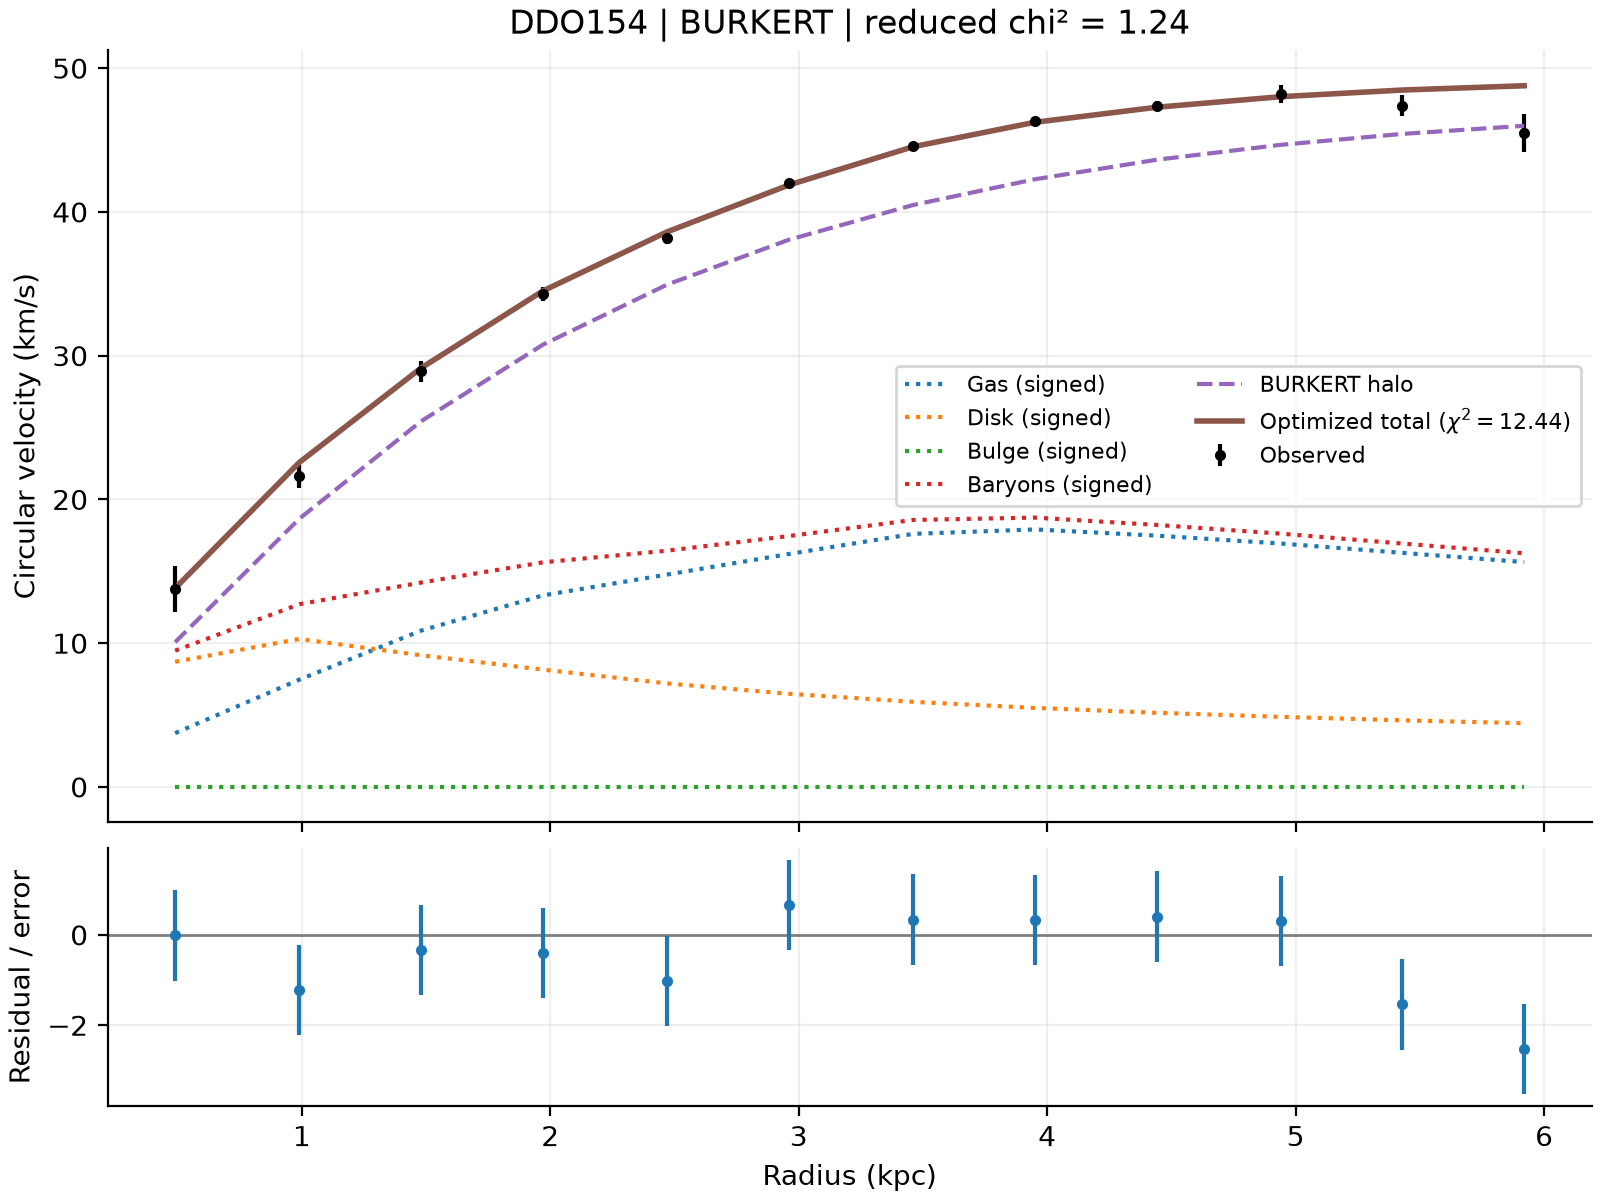 DDO154 | BURKERT | reduced chi² = 1.24
50
40
30
20
10
0
Circular velocity (km/s)
Gas (signed)
Disk (signed)
Bulge (signed)
Baryons (signed)
BURKERT halo
Optimized total (χ² = 12.44)
Observed
0
−2
Residual / error
1 2 3 4 5 6
Radius (kpc)